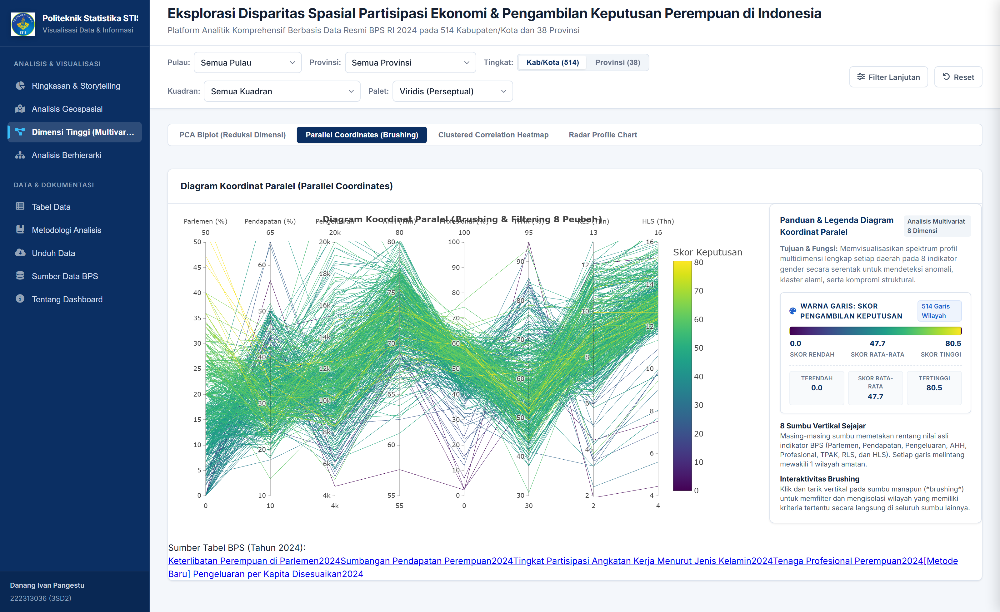 Politeknik Statistika STIS
Visualisasi Data & Informasi
ANALISIS & VISUALISASI
Ringkasan & Storytelling
Analisis Geospasial
Dimensi Tinggi (Multivar...
Analisis Berhierarki
DATA & DOKUMENTASI
Tabel Data
Metodologi Analisis
Unduh Data
Sumber Data BPS
Tentang Dashboard
Danang Ivan Pangestu
222313036 (3SD2)
Eksplorasi Disparitas Spasial Partisipasi Ekonomi & Pengambilan Keputusan Perempuan di Indonesia
Platform Analitik Komprehensif Berbasis Data Resmi BPS RI 2024 pada 514 Kabupaten/Kota dan 38 Provinsi
Pulau: Semua Pulau Provinsi: Semua Provinsi Tingkat: Kab/Kota (514) Provinsi (38)
Kuadran: Semua Kuadran Palet: Viridis (Perseptual)
Filter Lanjutan Reset
PCA Biplot (Reduksi Dimensi) Parallel Coordinates (Brushing) Clustered Correlation Heatmap Radar Profile Chart
Diagram Koordinat Paralel (Parallel Coordinates)
Diagram Koordinat Paralel (Brushing & Filtering 8 Peubah)
Parlemen (%) Pendapatan (%) Pengeluaran AHH (Thn) Profesional (%) TPAK (%) RLS (Thn) HLS (Thn)
50 65 20k 80 100 95 13 16
50
45
40
35
30
25
20
15
10
5
0
60
50
40
30
20
10
20k
18k
16k
14k
12k
10k
8k
6k
4k
80
75
70
65
60
55
100
90
80
70
60
50
40
30
20
10
0
90
80
70
60
50
40
30
12
10
8
6
4
2
16
14
12
10
8
6
4
0 10 4k 55 0 30 2 4
Skor Keputusan
80
70
60
50
40
30
20
10
0
Panduan & Legenda Diagram
Koordinat Paralel
Analisis Multivariat
8 Dimensi
Tujuan & Fungsi: Memvisualisasikan spektrum profil
multidimensi lengkap setiap daerah pada 8 indikator
gender secara serentak untuk mendeteksi anomali,
klaster alami, serta kompromi struktural.
WARNA GARIS: SKOR
PENGAMBILAN KEPUTUSAN
514 Garis
Wilayah
0.0 47.7 80.5
SKOR RENDAH SKOR RATA-RATA SKOR TINGGI
TERENDAH
0.0
SKOR RATA-
RATA
47.7
TERTINGGI
80.5
8 Sumbu Vertikal Sejajar
Masing-masing sumbu memetakan rentang nilai asli
indikator BPS (Parlemen, Pendapatan, Pengeluaran, AHH,
Profesional, TPAK, RLS, dan HLS). Setiap garis melintang
mewakili 1 wilayah amatan.
Interaktivitas Brushing
Klik dan tarik vertikal pada sumbu manapun (*brushing*)
untuk memfilter dan mengisolasi wilayah yang memiliki
kriteria tertentu secara langsung di seluruh sumbu lainnya.
Sumber Tabel BPS (Tahun 2024):
Keterlibatan Perempuan di Parlemen2024Sumbangan Pendapatan Perempuan2024Tingkat Partisipasi Angkatan Kerja Menurut Jenis Kelamin2024Tenaga Profesional Perempuan2024[Metode
Baru] Pengeluaran per Kapita Disesuaikan2024
STIS